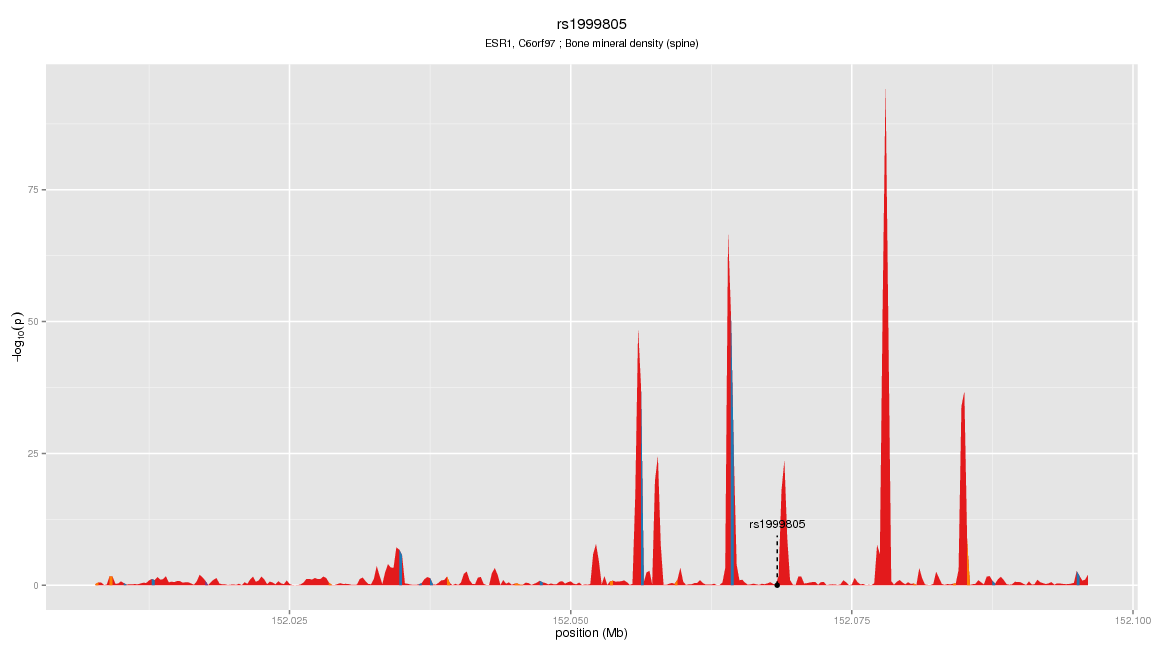 rs1999805
ESR1, C6orf97 ; Bone mineral density (spine)
75
50
25
0
−log10(p)
rs1999805
152.025
152.050
152.075
152.100
position (Mb)